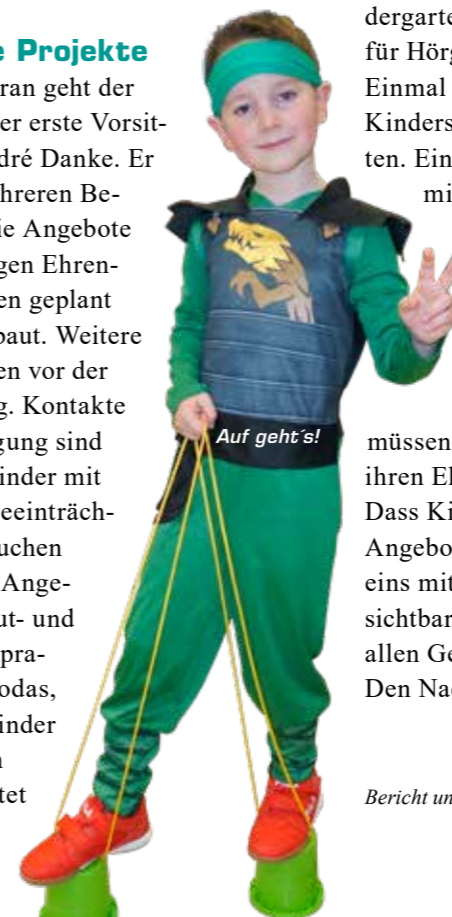 e Projekte
ran geht der
er erste Vorsit-
dré Danke. Er
hreren Be-
ie Angebote
gen Ehren-
en geplant
baut. Weitere
en vor der
g. Kontakte
gung sind
inder mit
eeinträch-
uchen
Ange-
ut- und
pra-
odas,
inder
n
tet
Auf geht´s!
dergarte
für Hörg
Einmal
Kinders
ten. Ein
mi
müssen
ihren El
Dass Ki
Angebo
eins mit
sichtbar
allen Ge
Den Nac
Bericht un